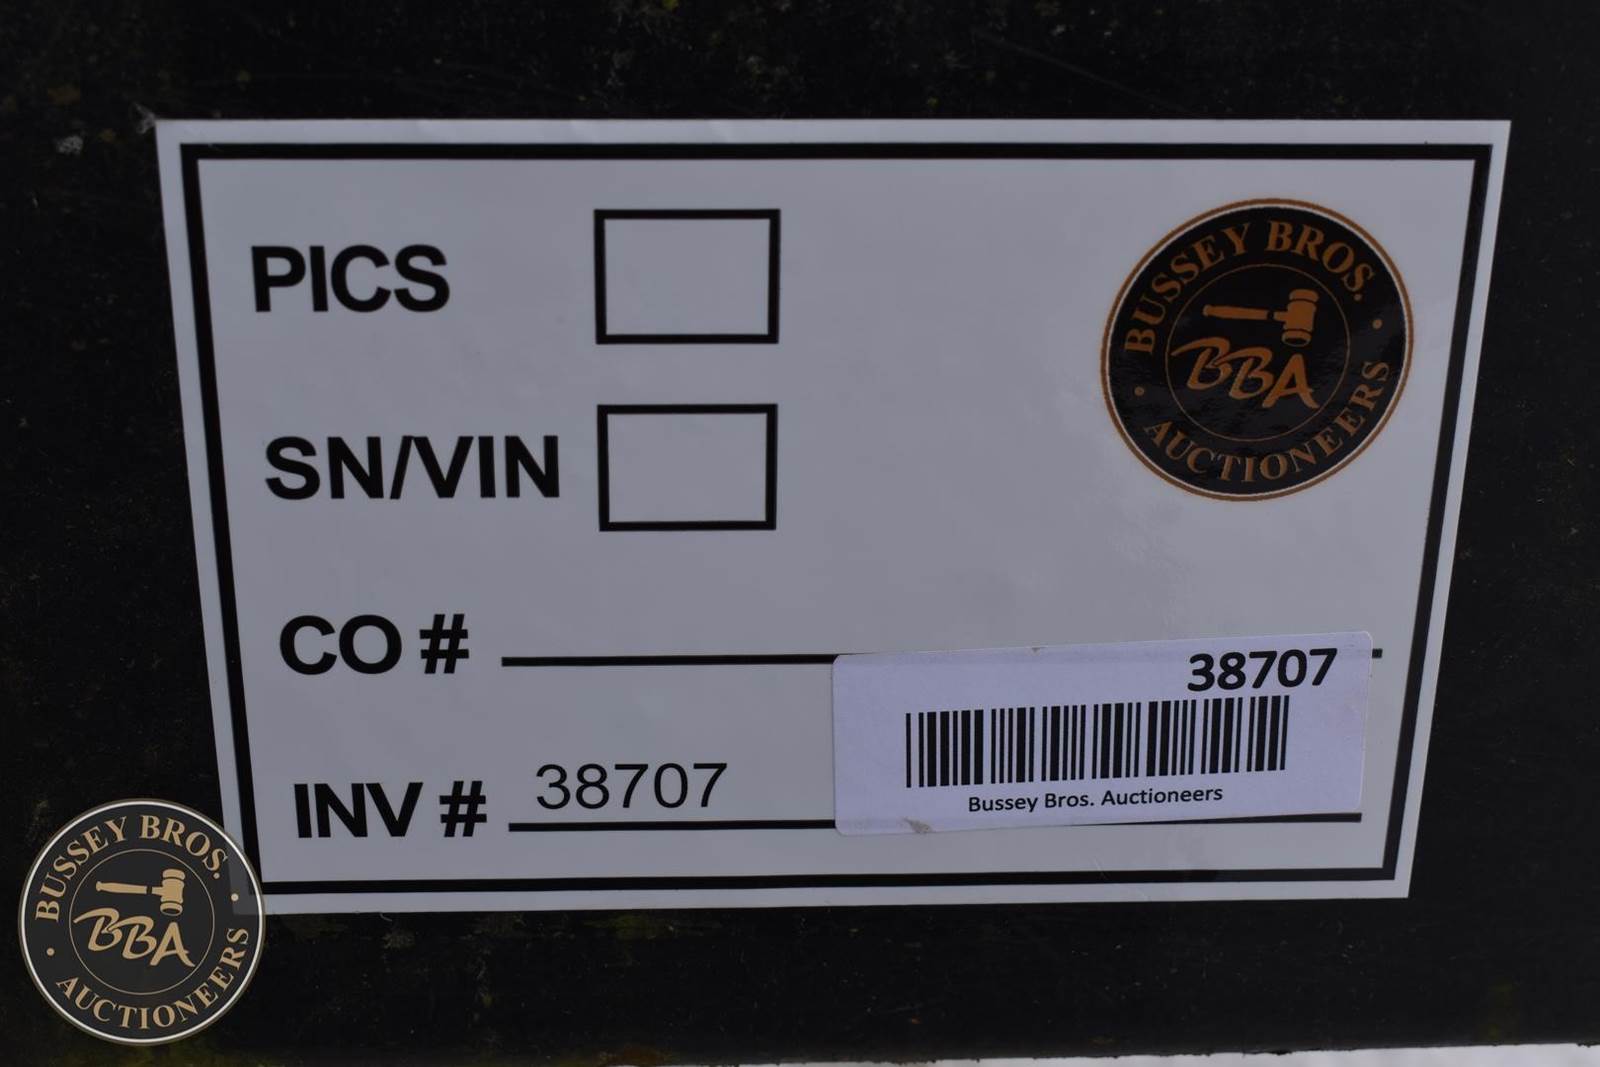 PICS
BUSSEY BROS.
BBA
AUCTIONEERS
SN/VIN
CO #
38707
INV # 38707
Bussey Bros. Auctioneers
BUSSEY BROS.
BBA
AUCTIONEERS